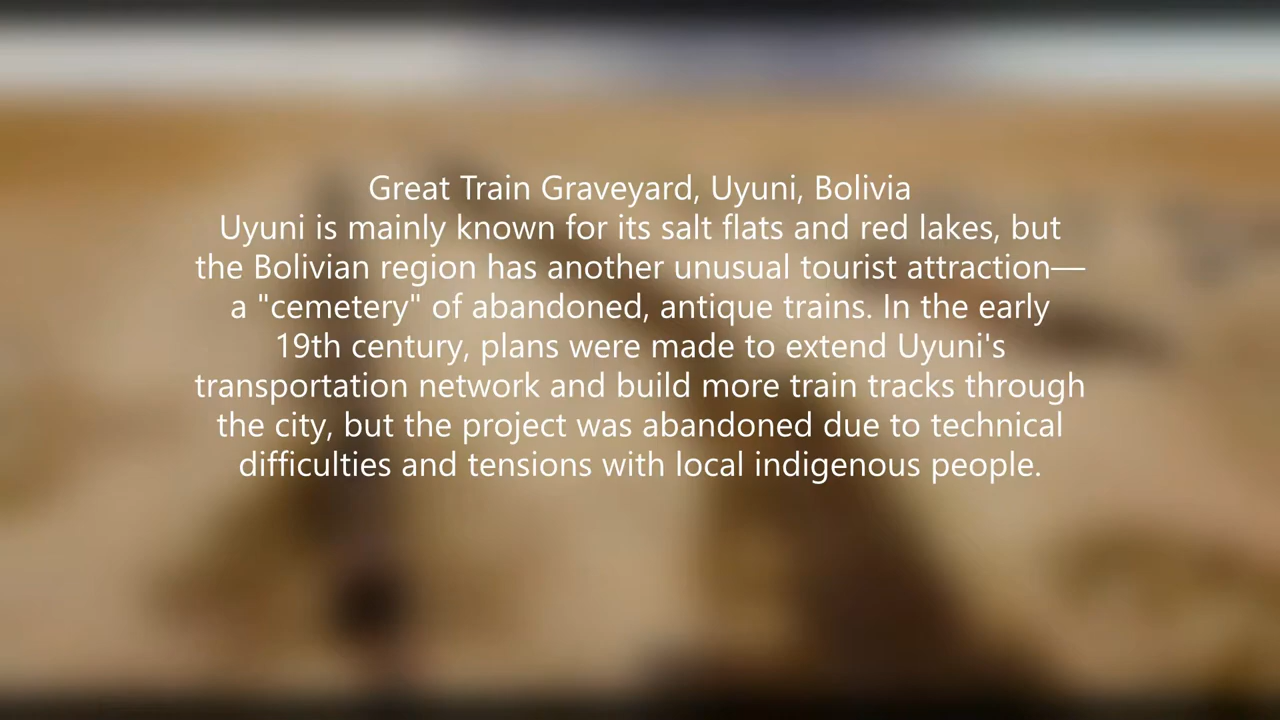 Great Train Graveyard, Uyuni, Bolivia
Uyuni is mainly known for its salt flats and red lakes, but
the Bolivian region has another unusual tourist attraction—
a "cemetery" of abandoned, antique trains. In the early
19th century, plans were made to extend Uyuni's
transportation network and build more train tracks through
the city, but the project was abandoned due to technical
difficulties and tensions with local indigenous people.